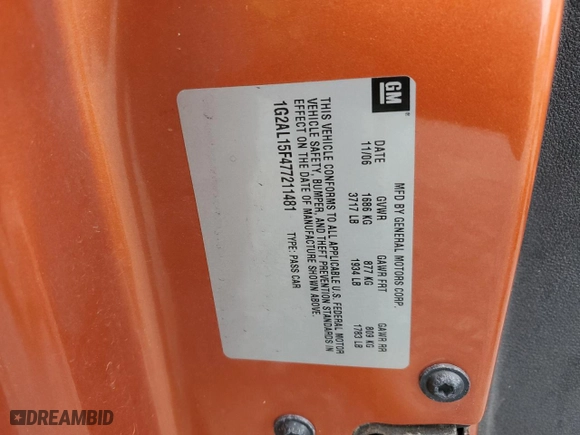 GM
MFD BY GENERAL MOTORS CORP.
DATE GVWR GAWR FRT GAWR RR
11/06 1686 KG 877 KG 809 KG
3717 LB 1934 LB 1783 LB
THIS VEHICLE CONFORMS TO ALL APPLICABLE U.S. FEDERAL MOTOR
VEHICLE SAFETY, BUMPER, AND THEFT PREVENTION STANDARDS IN
EFFECT ON THE DATE OF MANUFACTURE SHOWN ABOVE.
1G2AL15F477211481 TYPE: PASS CAR
DREAMBID